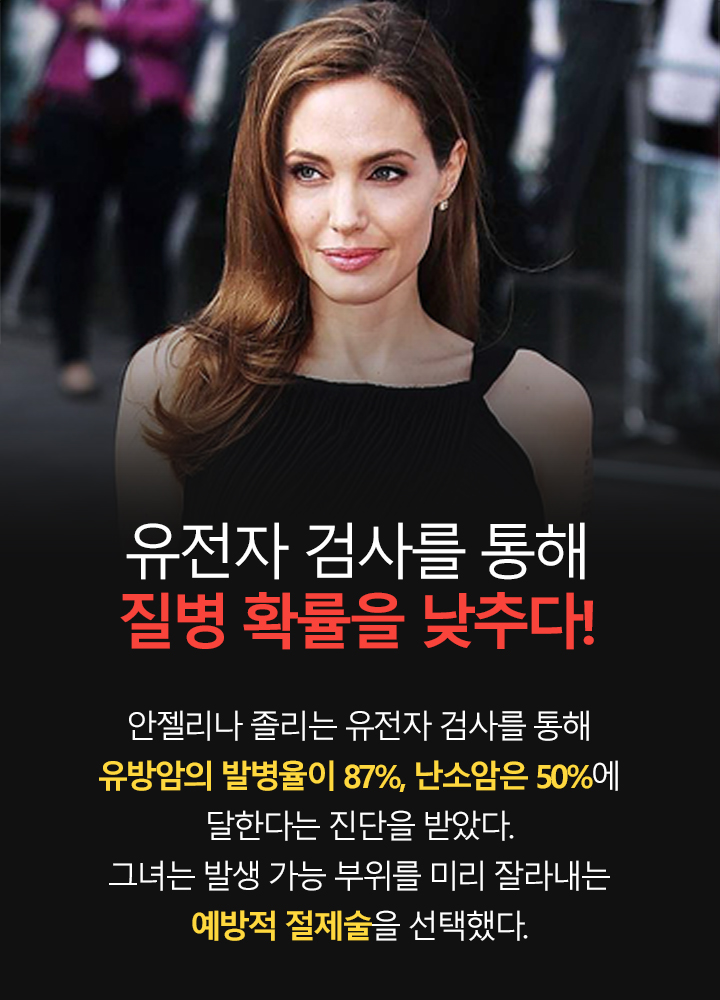 유전자 검사를 통해
질병 확률을 낮추다!
안젤리나 졸리는 유전자 검사를 통해
유방암의 발병율이 87%, 난소암은 50%에
달한다는 진단을 받았다.
그녀는 발생 가능 부위를 미리 잘라내는
예방적 절제술을 선택했다.